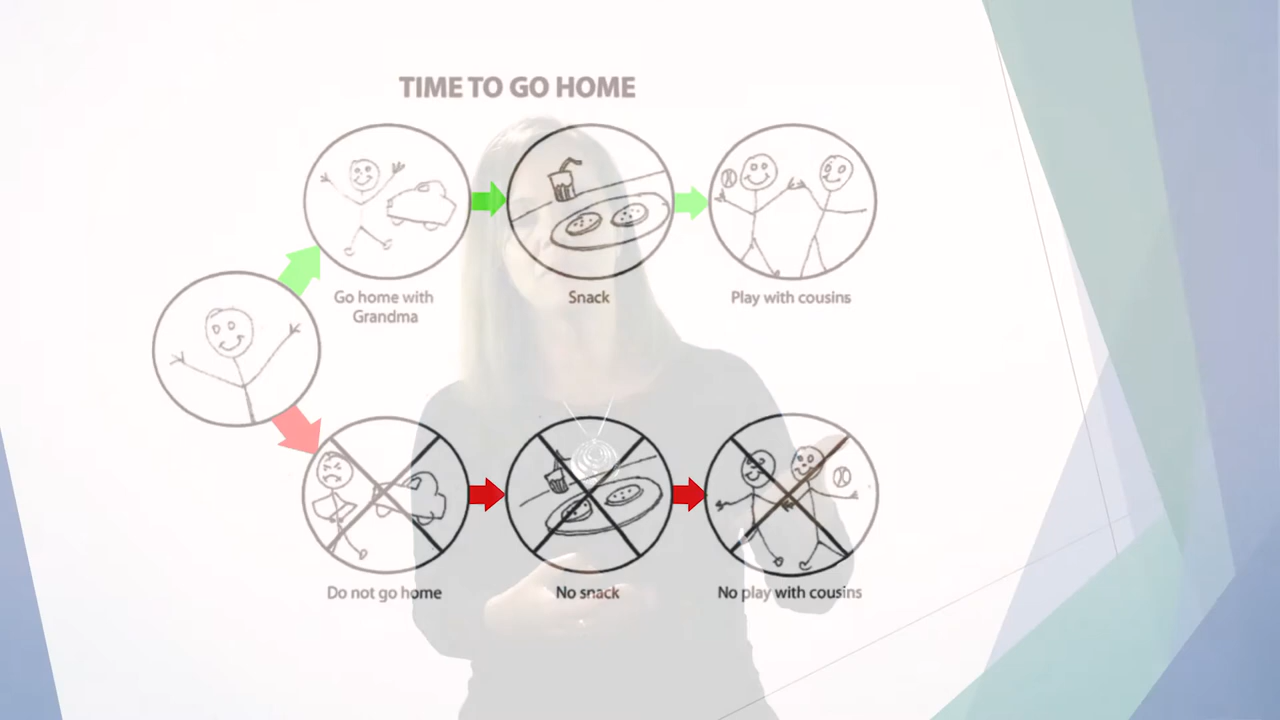 TIME TO GO HOME
Go home with
Grandma
Snack
Play with cousins
Do not go home
No snack
No play with cousins